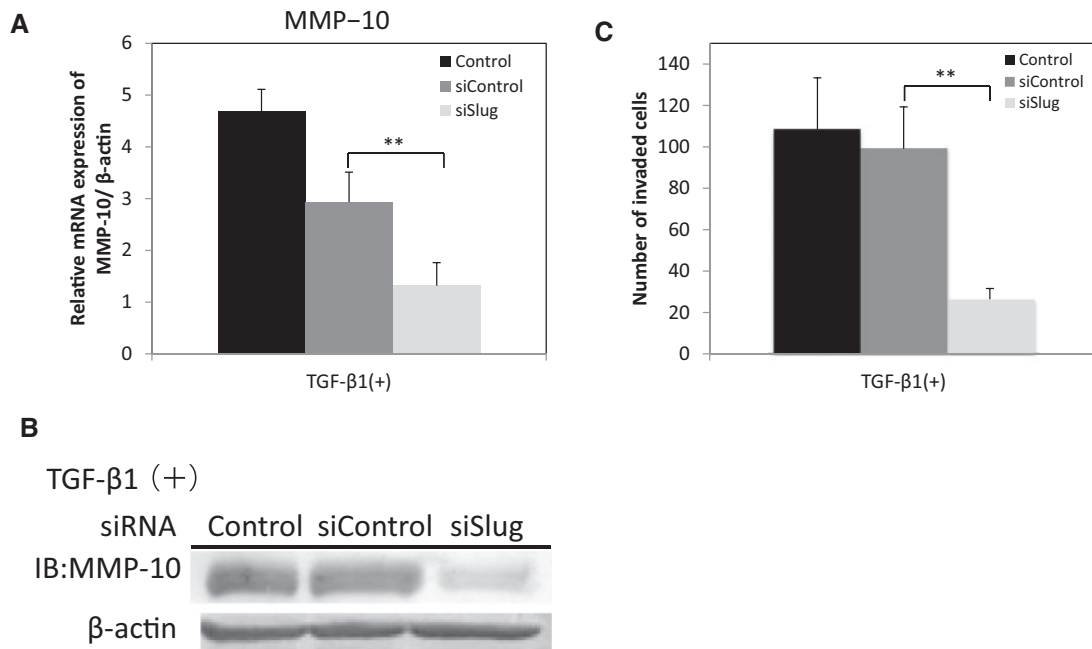 A
MMP−10
Relative mRNA expression of
MMP-10/ β-actin
6
5
4
3
2
1
0
Control
siControl
siSlug
**
TGF-β1(+)
C
Number of invaded cells
140
120
100
80
60
40
20
0
Control
siControl
siSlug
**
TGF-β1(+)
B
TGF-β1 (+)
siRNA Control siControl siSlug
IB:MMP-10
β-actin